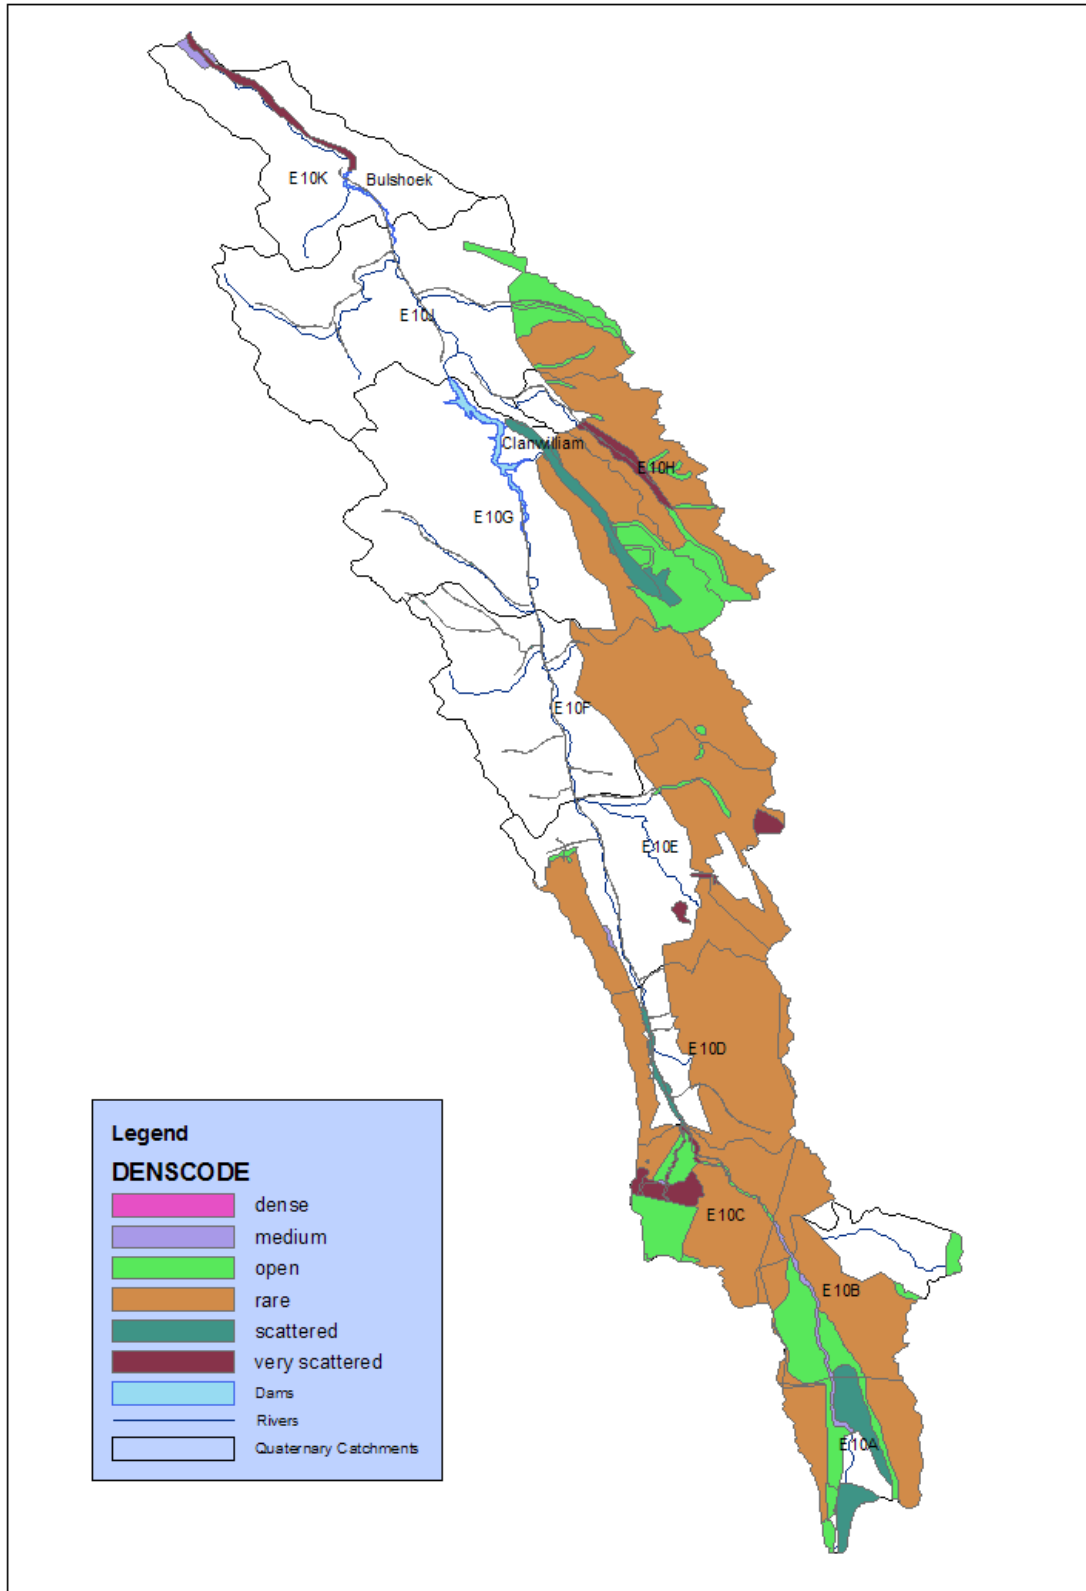 E10K
Bulshoek
E10J
Clanwilliam
E10H
E10G
E10F
E10E
E10D
E10C
E10B
E10A
Legend
DENSCODE
dense
medium
open
rare
scattered
very scattered
Dams
Rivers
Quaternary Catchments